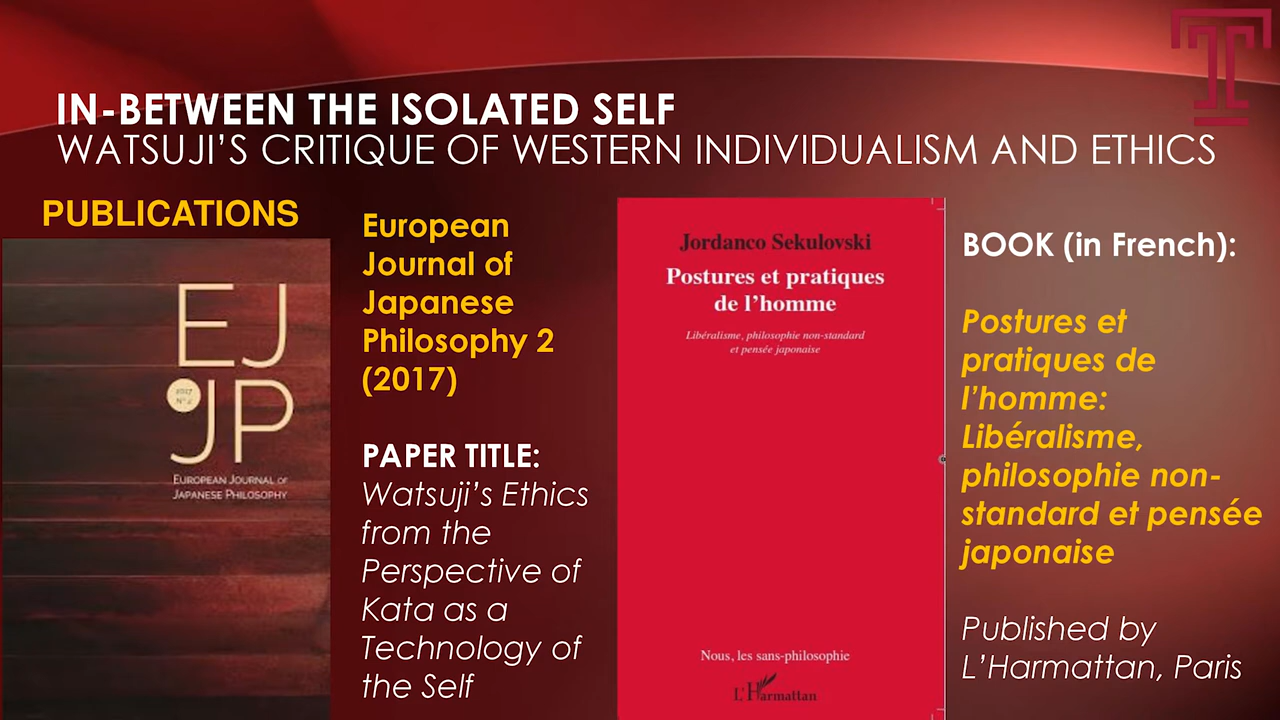 IN-BETWEEN THE ISOLATED SELF
WATSUJI'S CRITIQUE OF WESTERN INDIVIDUALISM AND ETHICS
PUBLICATIONS
EJ
JP
2017
Nº 2
EUROPEAN JOURNAL OF
JAPANESE PHILOSOPHY
European
Journal of
Japanese
Philosophy 2
(2017)
PAPER TITLE:
Watsuji's Ethics
from the
Perspective of
Kata as a
Technology of
the Self
Jordanco Sekulovski
Postures et pratiques
de l'homme
Libéralisme, philosophie non-standard
et pensée japonaise
Nous, les sans-philosophie
L'Harmattan
BOOK (in French):
Postures et
pratiques de
l'homme:
Libéralisme,
philosophie non-
standard et pensée
japonaise
Published by
L'Harmattan, Paris